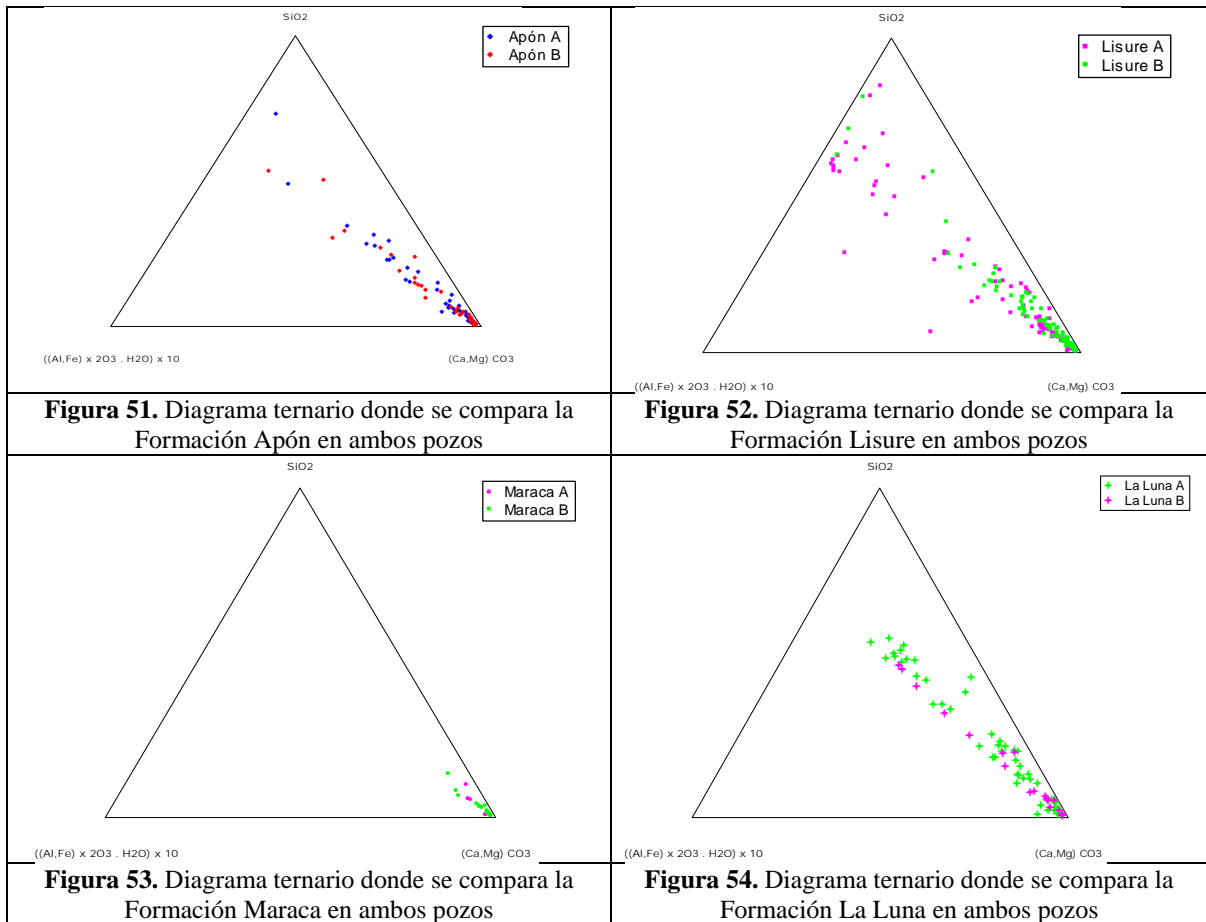 SiO2
Apón A
Apón B
((Al,Fe) x 2O3 . H2O) x 10
(Ca,Mg) CO3
Figura 51. Diagrama ternario donde se compara la
Formación Apón en ambos pozos
SiO2
Lisure A
Lisure B
((Al,Fe) x 2O3 . H2O) x 10
(Ca,Mg) CO3
Figura 52. Diagrama ternario donde se compara la
Formación Lisure en ambos pozos
SiO2
Maraca A
Maraca B
((Al,Fe) x 2O3 . H2O) x 10
(Ca,Mg) CO3
Figura 53. Diagrama ternario donde se compara la
Formación Maraca en ambos pozos
SiO2
La Luna A
La Luna B
((Al,Fe) x 2O3 . H2O) x 10
(Ca,Mg) CO3
Figura 54. Diagrama ternario donde se compara la
Formación La Luna en ambos pozos